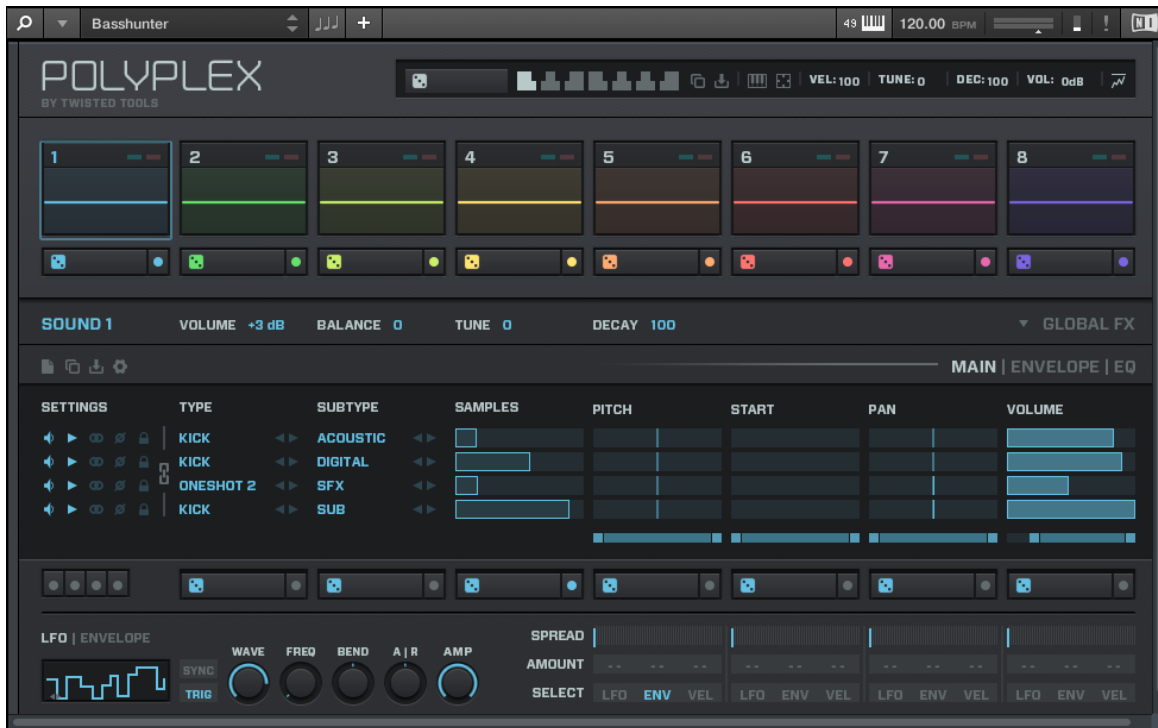 Basshunter 49 120.00 BPM ! NI
POLYPLEX
BY TWISTED TOOLS
VEL: 100 TUNE: 0 DEC: 100 VOL: 0dB
1 2 3 4 5 6 7 8
SOUND 1 VOLUME +3 dB BALANCE 0 TUNE 0 DECAY 100 GLOBAL FX
MAIN | ENVELOPE | EQ
SETTINGS TYPE SUBTYPE SAMPLES PITCH START PAN VOLUME
KICK ACOUSTIC
KICK DIGITAL
ONESHOT 2 SFX
KICK SUB
LFO | ENVELOPE
WAVE FREQ BEND A|R AMP
SYNC
TRIG
SPREAD
AMOUNT -- -- -- -- -- -- -- -- -- -- -- --
SELECT LFO ENV VEL LFO ENV VEL LFO ENV VEL LFO ENV VEL